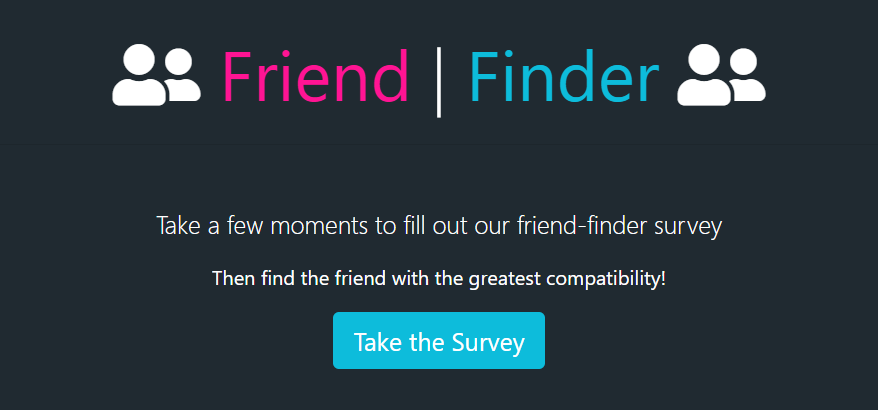 Friend | Finder
Take a few moments to fill out our friend-finder survey
Then find the friend with the greatest compatibility!
Take the Survey